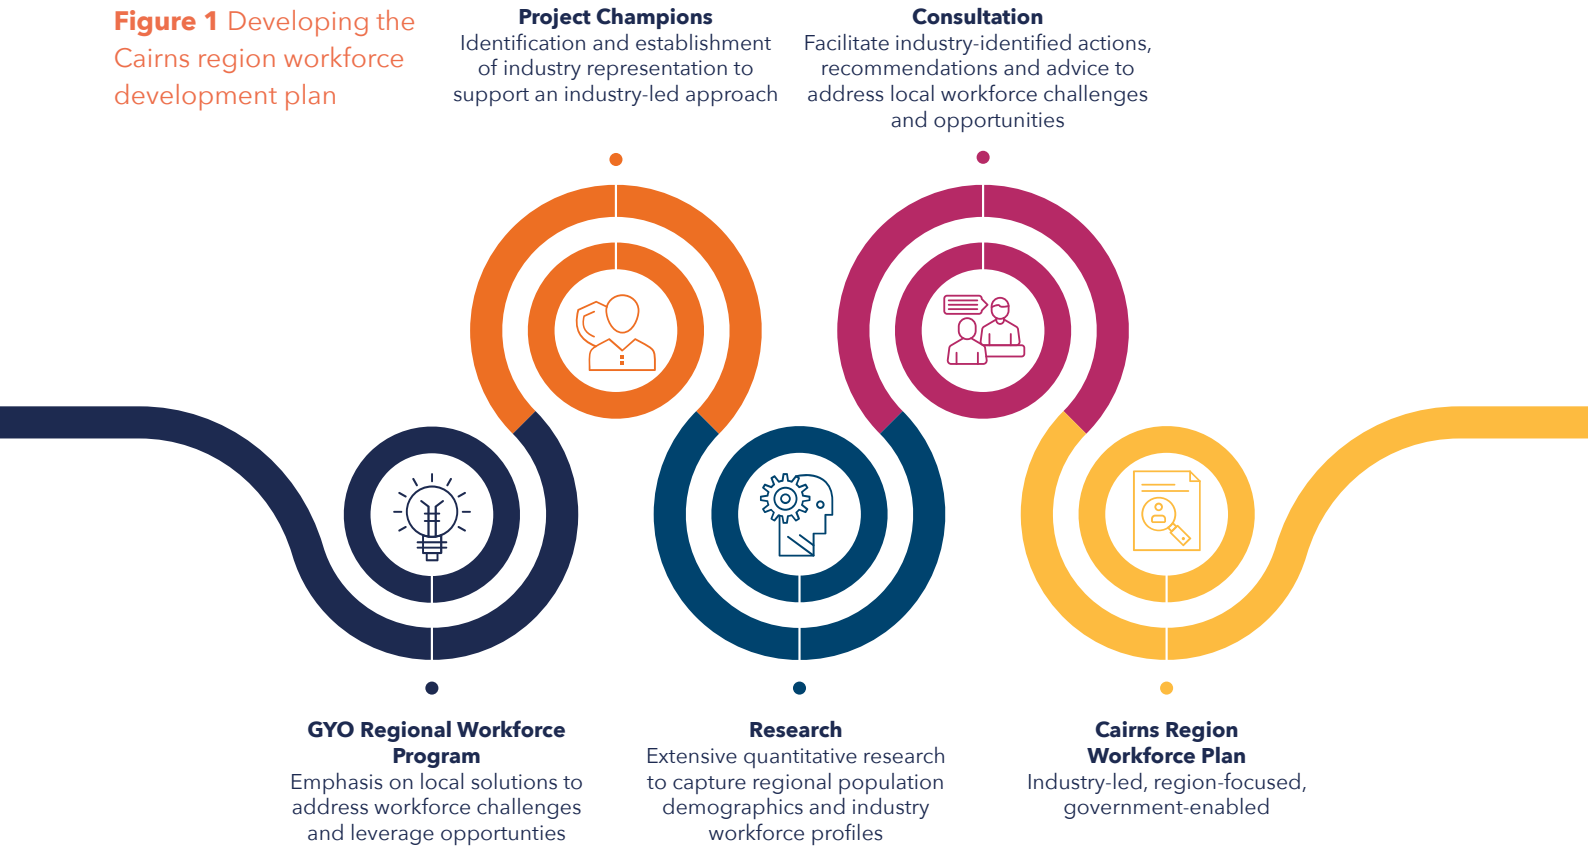 Figure 1 Developing the
Cairns region workforce
development plan
Project Champions
Identification and establishment
of industry representation to
support an industry-led approach
Consultation
Facilitate industry-identified actions,
recommendations and advice to
address local workforce challenges
and opportunities
GYO Regional Workforce
Program
Emphasis on local solutions to
address workforce challenges
and leverage opportunties
Research
Extensive quantitative research
to capture regional population
demographics and industry
workforce profiles
Cairns Region
Workforce Plan
Industry-led, region-focused,
government-enabled